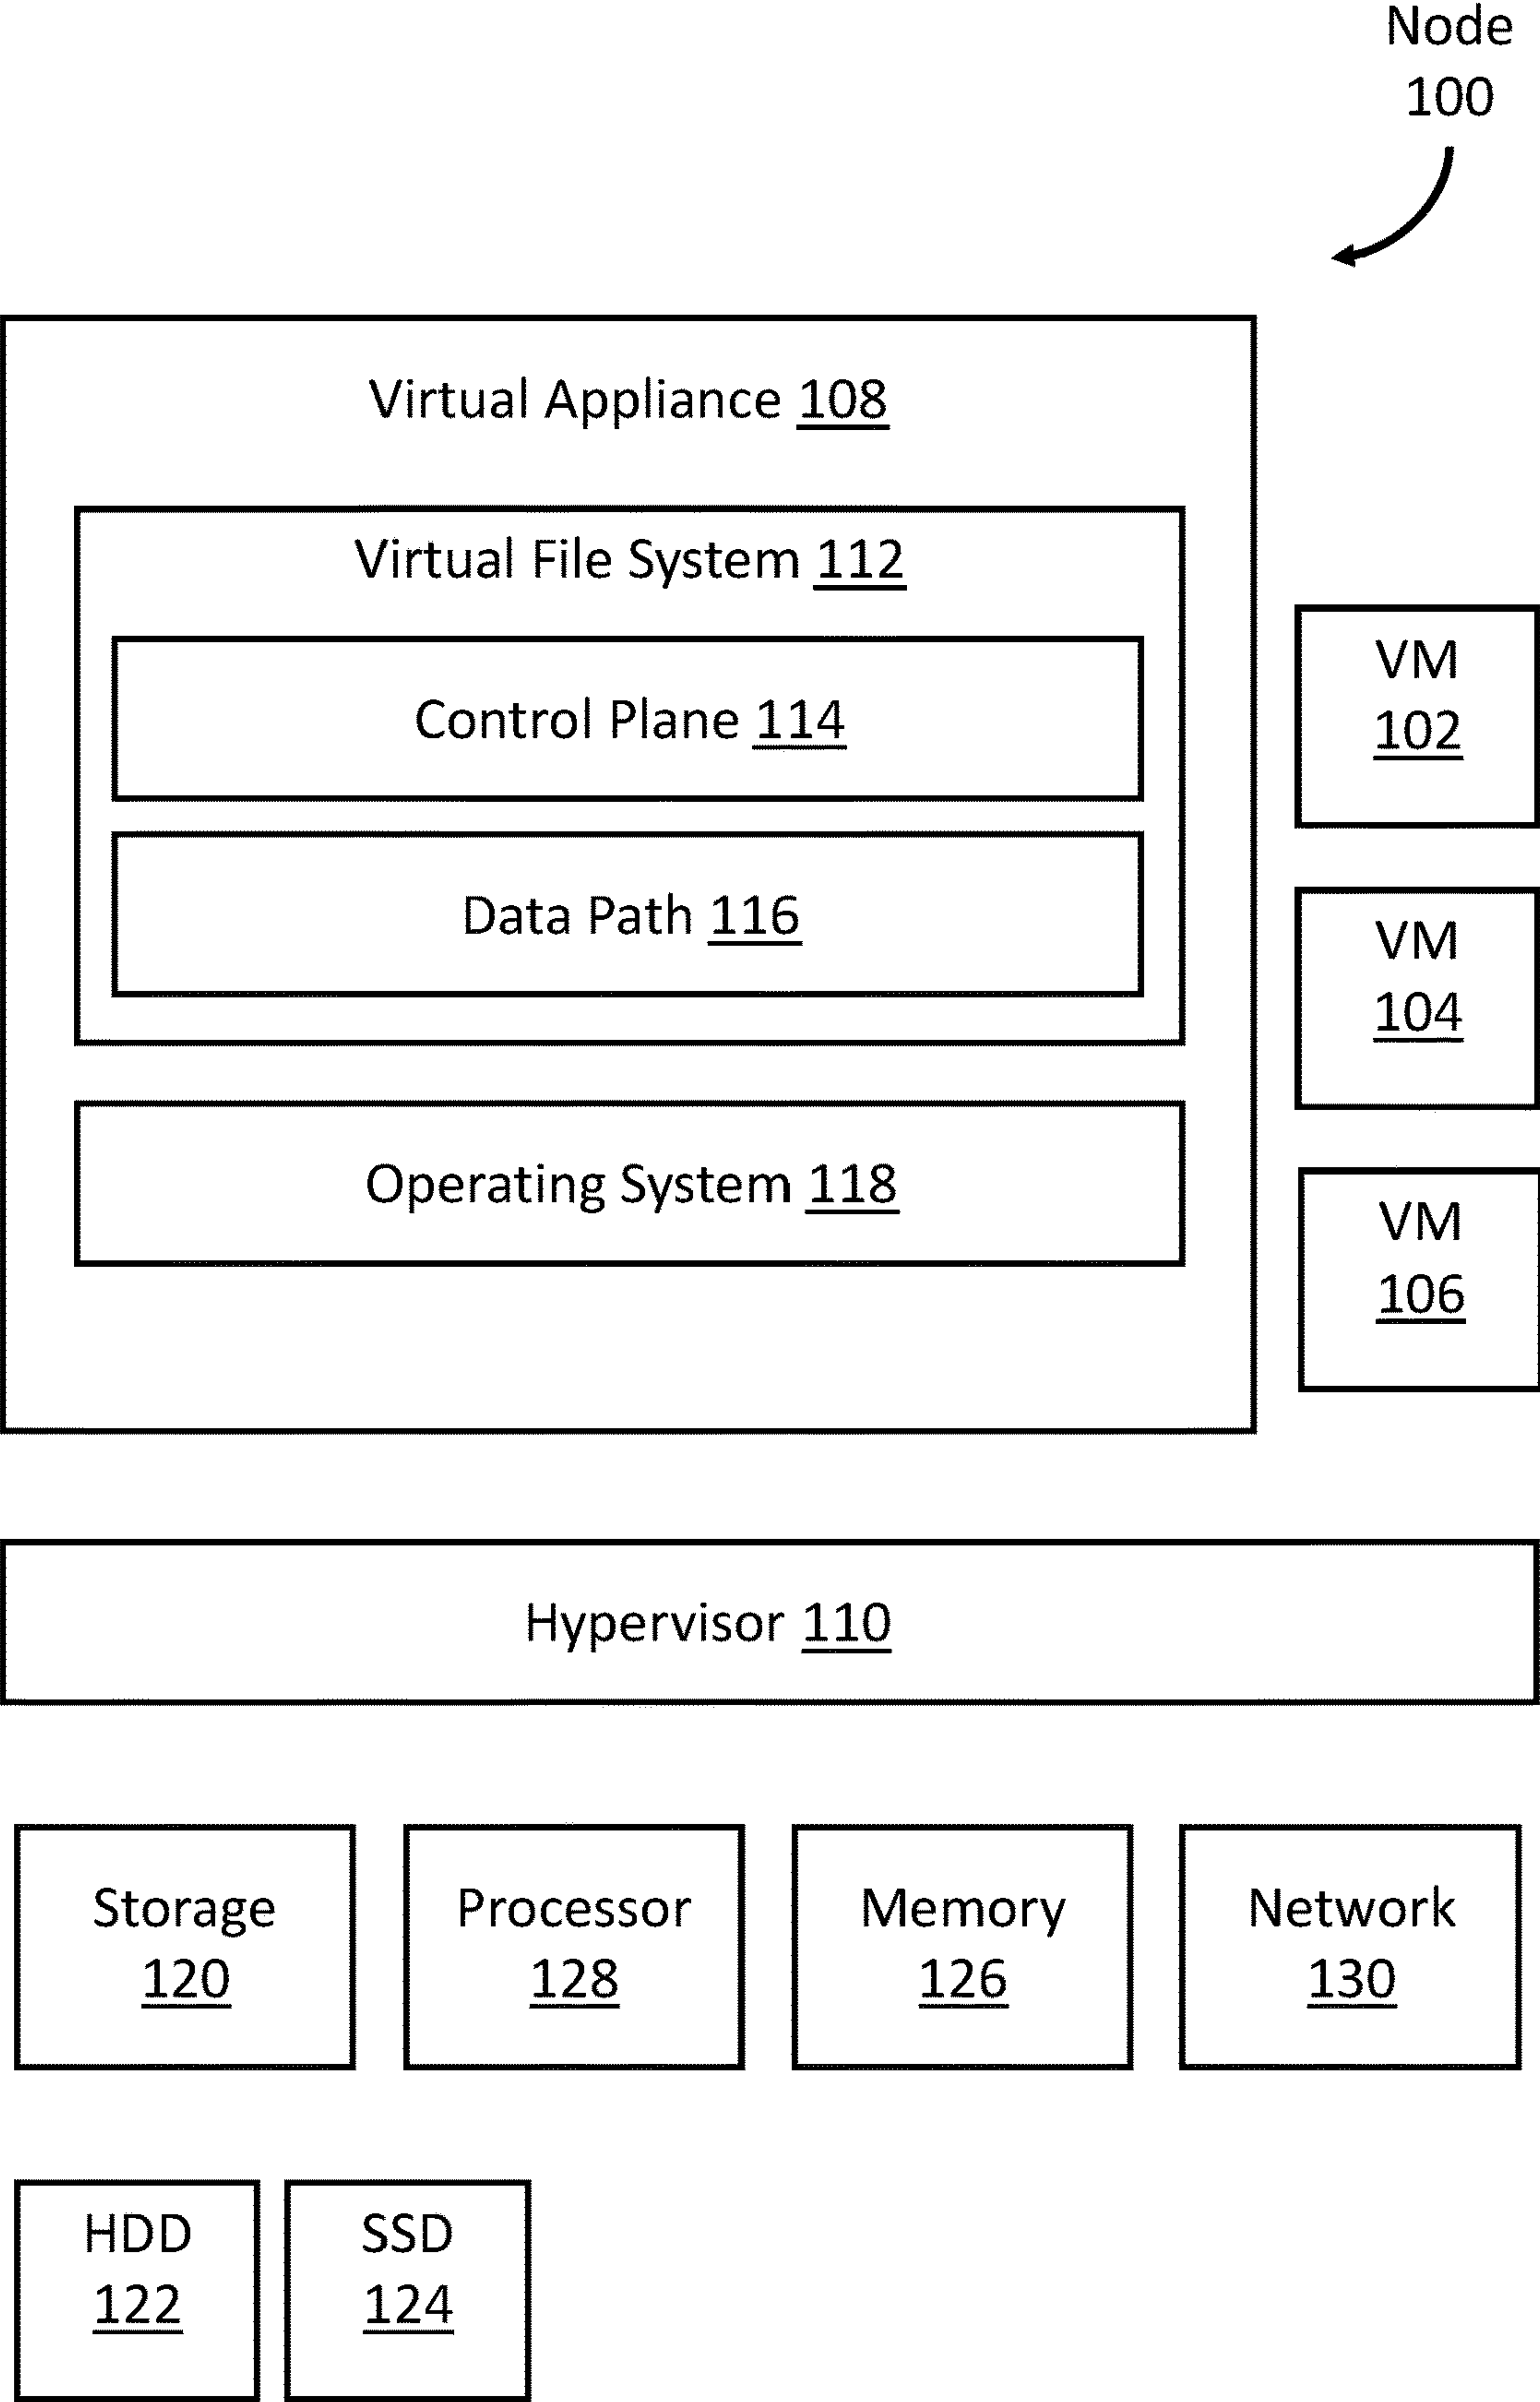 Node
100
Virtual Appliance 108
Virtual File System 112
Control Plane 114
Data Path 116
Operating System 118
VM
102
VM
104
VM
106
Hypervisor 110
Storage
120
Processor
128
Memory
126
Network
130
HDD
122
SSD
124